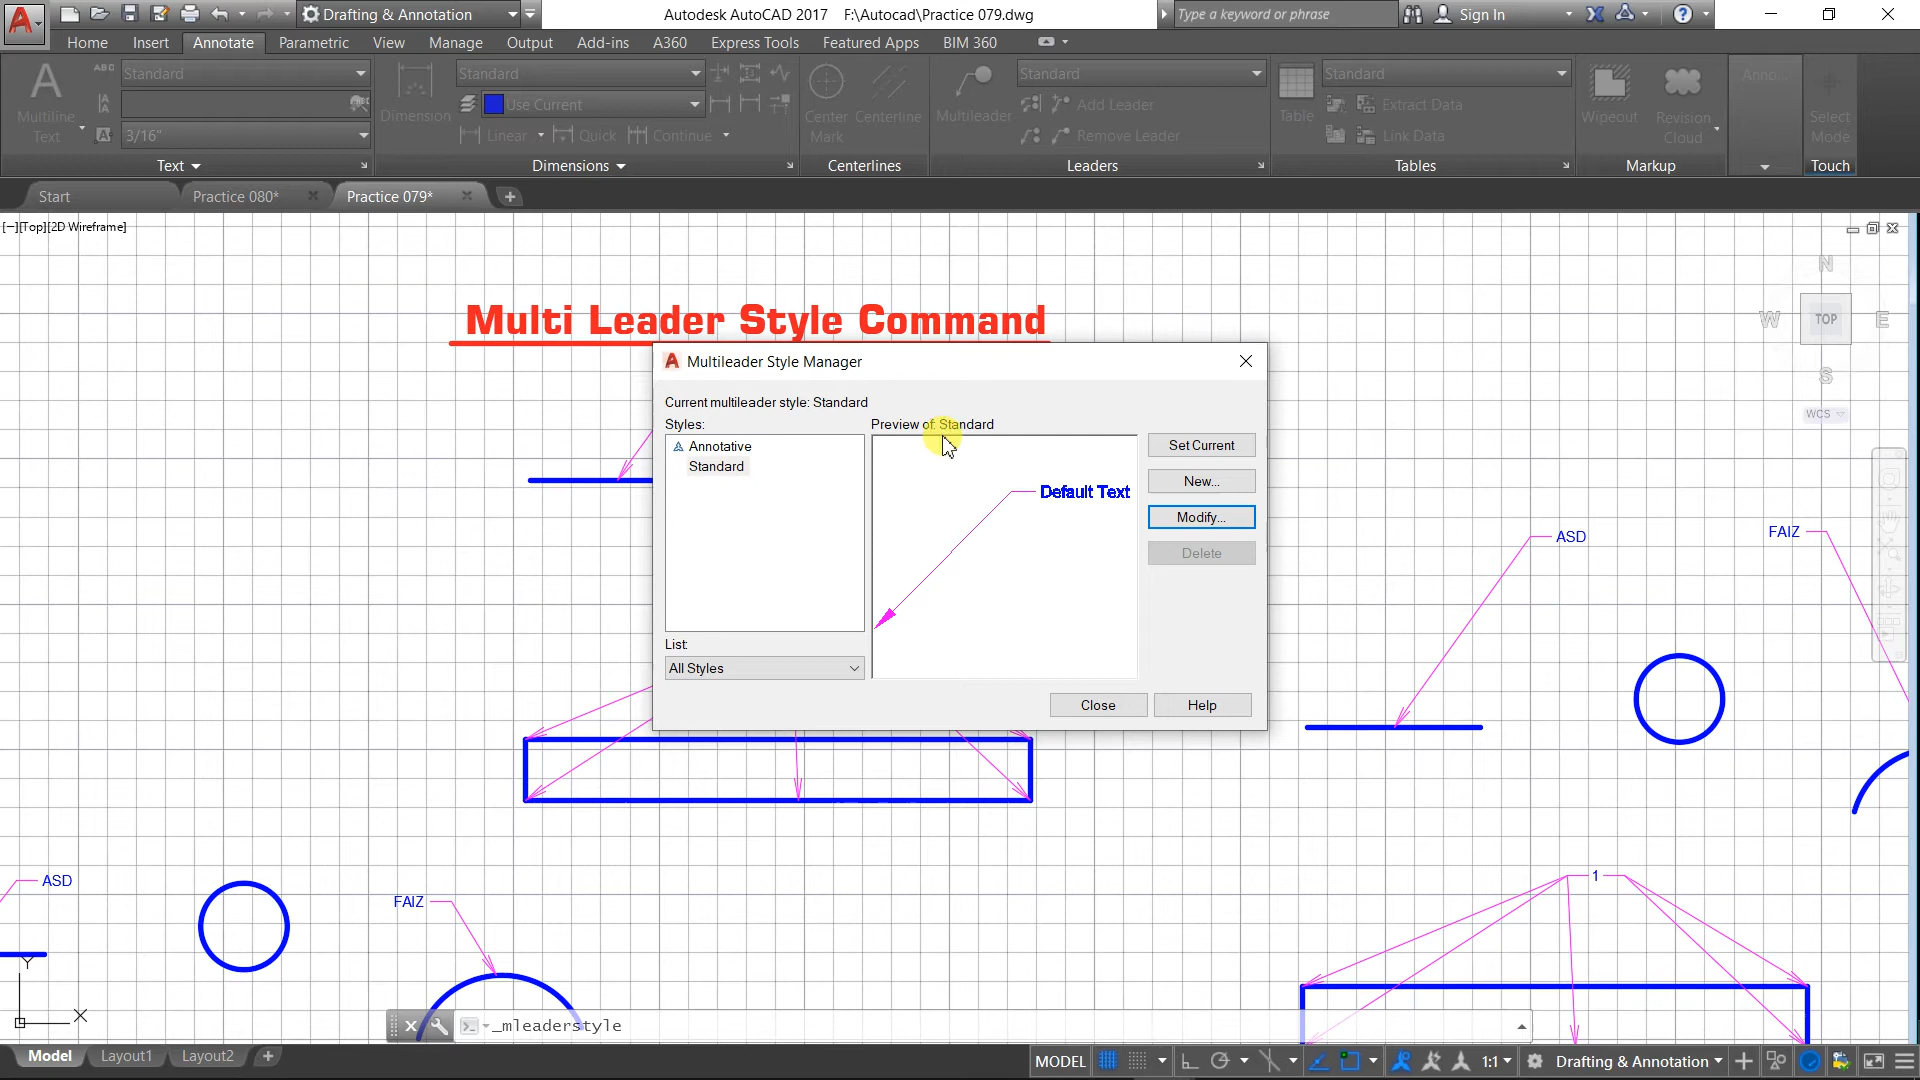 Drafting & Annotation
Autodesk AutoCAD 2017 F:\Autocad\Practice 079.dwg
Type a keyword or phrase
Sign In
Home Insert Annotate Parametric View Manage Output Add-ins A360 Express Tools Featured Apps BIM 360
Multiline Text
ABC
Standard
3/16"
Dimension
Standard
Use Current
Linear Quick Continue
Center Mark
Centerline
Multileader
Standard
Add Leader
Remove Leader
Table
Standard
Extract Data
Link Data
Wipeout
Revision Cloud
Anno...
Select Mode
Text Dimensions Centerlines Leaders Tables Markup Touch
Start Practice 080* Practice 079*
[−][Top][2D Wireframe]
N
W TOP E
S
WCS
Multi Leader Style Command
Multileader Style Manager
Current multileader style: Standard
Styles:
Annotative
Standard
Preview of: Standard
Default Text
Set Current
New...
Modify...
Delete
List:
All Styles
Close Help
ASD
FAIZ
ASD
FAIZ
1
Y
X
_mleaderstyle
Model Layout1 Layout2
MODEL
1:1
Drafting & Annotation